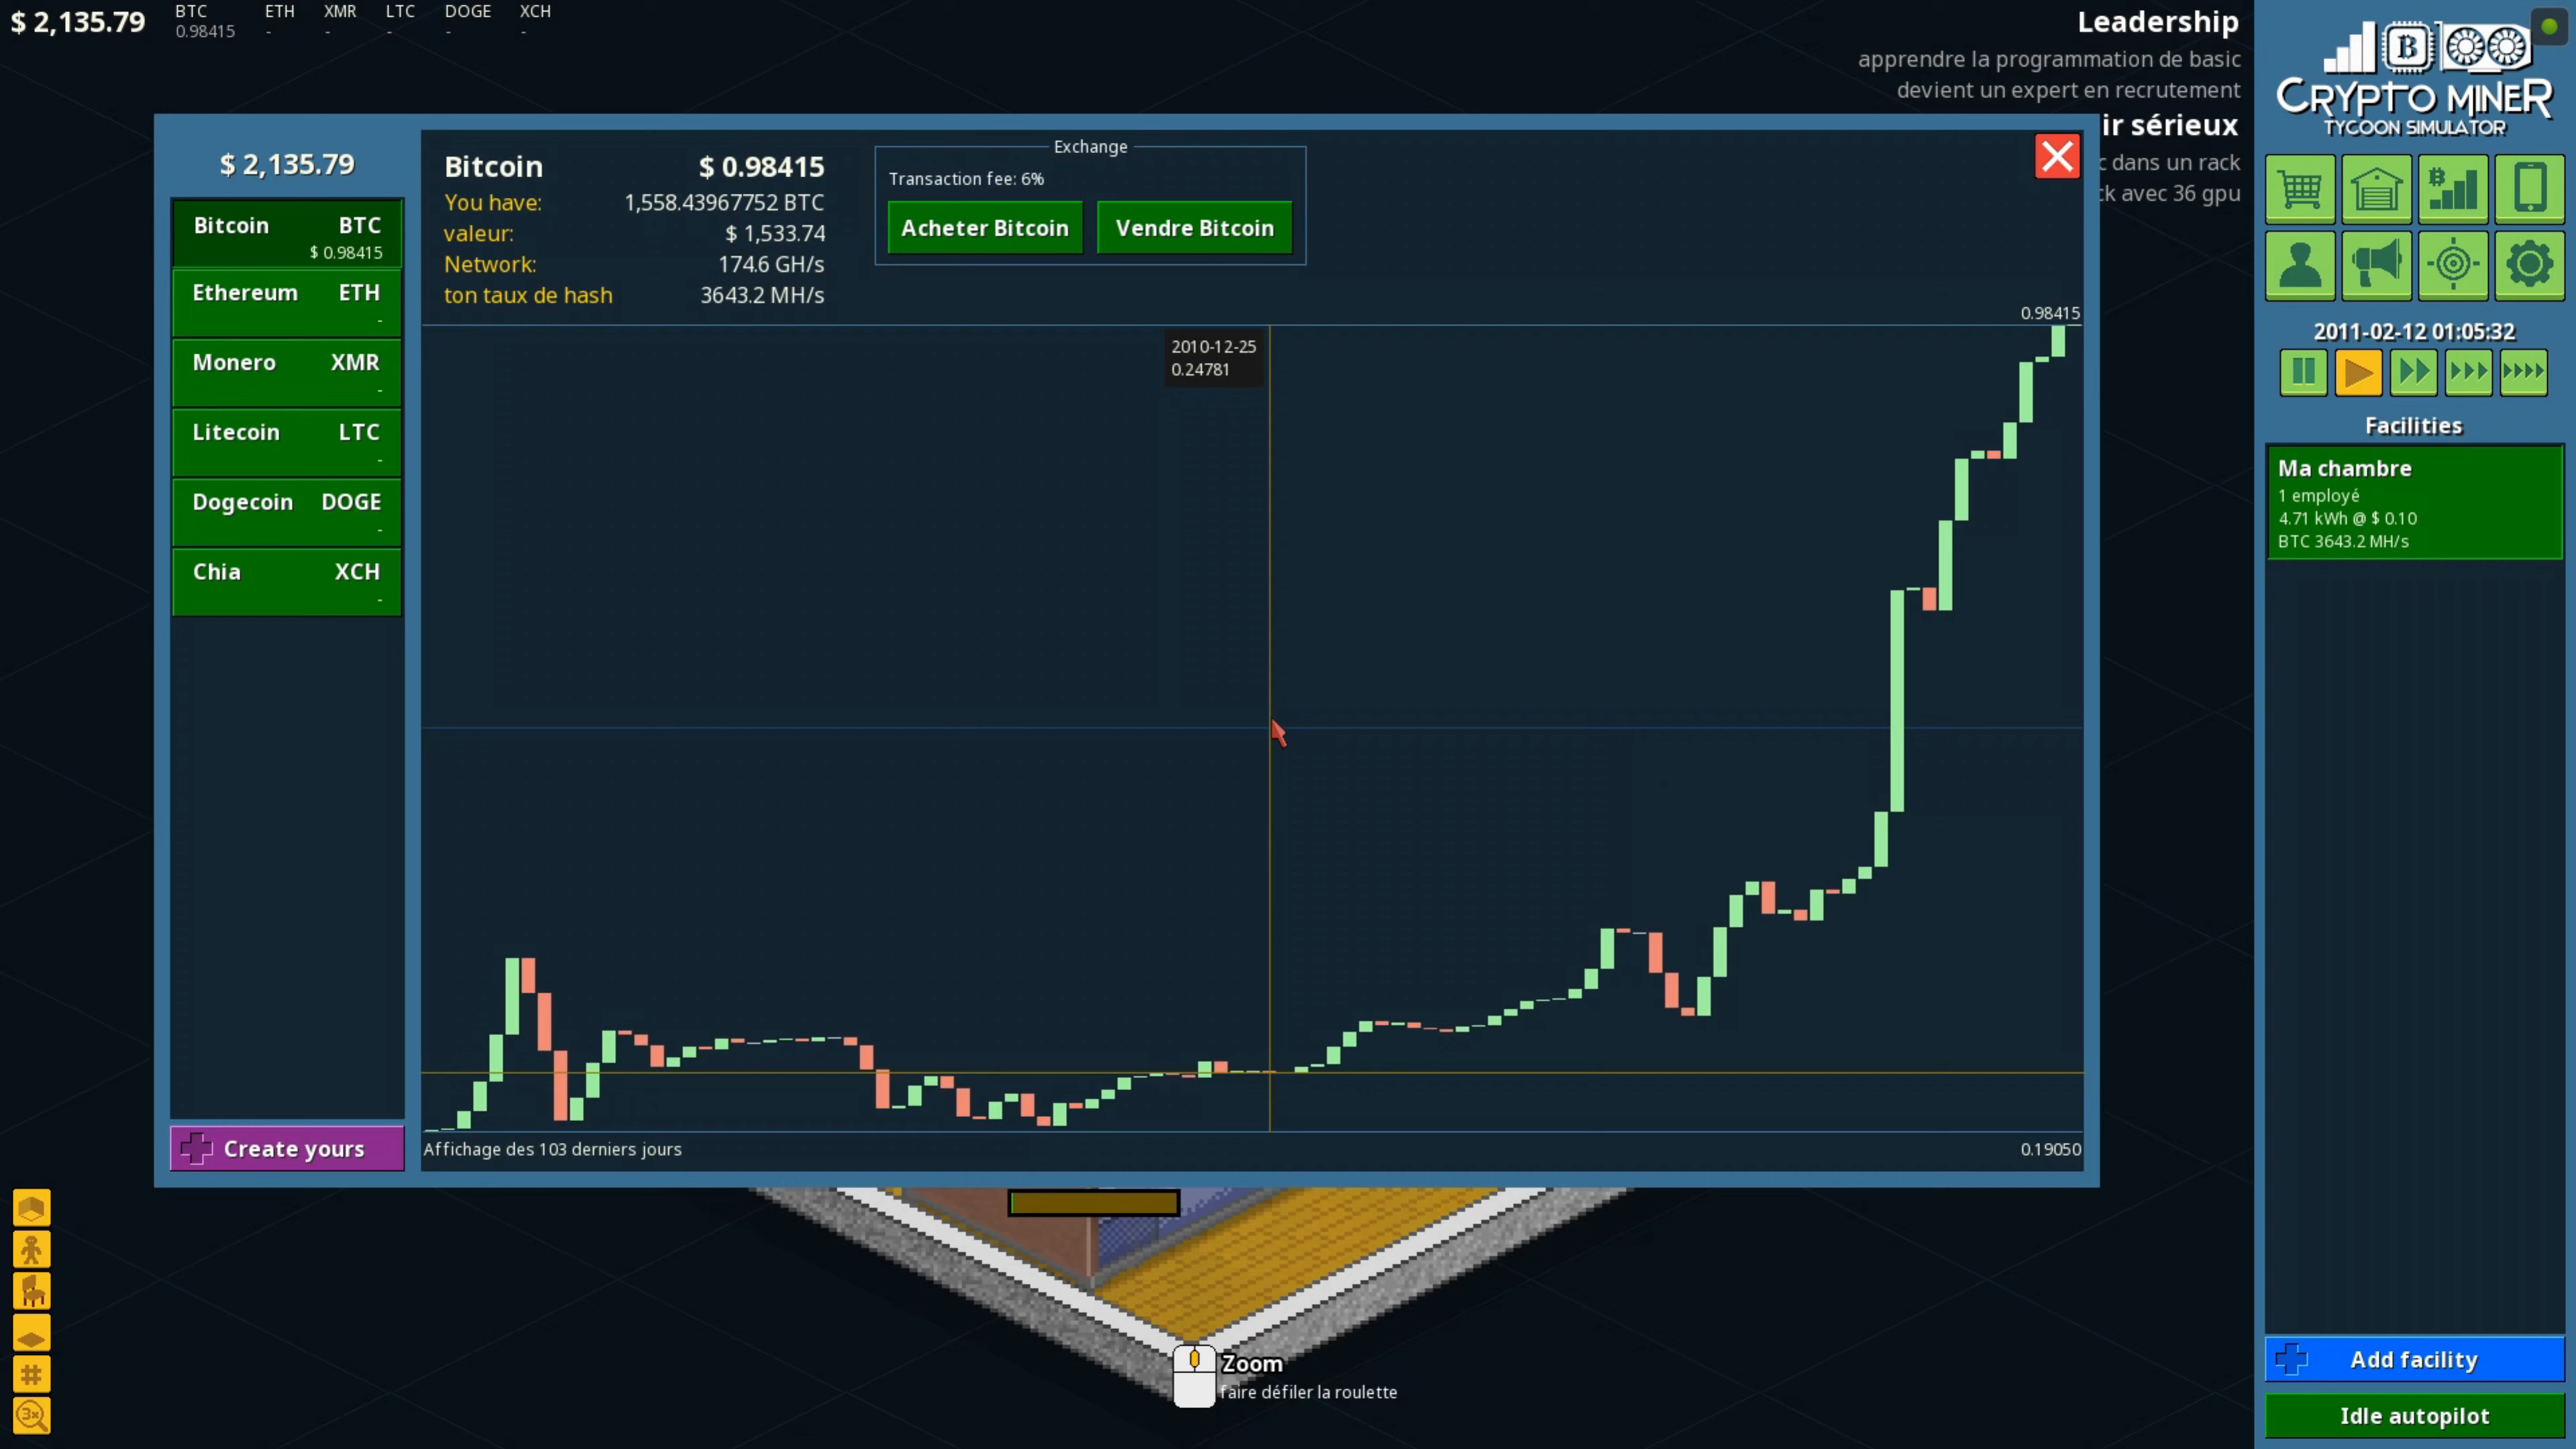 $ 2,135.79
BTC ETH XMR LTC DOGE XCH
0.98415 - - - - -
Leadership
apprendre la programmation de basic
devient un expert en recrutement
ir sérieux
c dans un rack
ck avec 36 gpu
$ 2,135.79
Bitcoin BTC
$ 0.98415
Ethereum ETH
-
Monero XMR
-
Litecoin LTC
-
Dogecoin DOGE
-
Chia XCH
-
Create yours
Bitcoin $ 0.98415
You have: 1,558.43967752 BTC
valeur: $ 1,533.74
Network: 174.6 GH/s
ton taux de hash 3643.2 MH/s
Exchange
Transaction fee: 6%
Acheter Bitcoin Vendre Bitcoin
0.98415
2010-12-25
0.24781
Affichage des 103 derniers jours 0.19050
Zoom
faire défiler la roulette
3x
B
CRYPTO MINER
TYCOON SIMULATOR
B
2011-02-12 01:05:32
Facilities
Ma chambre
1 employé
4.71 kWh @ $ 0.10
BTC 3643.2 MH/s
Add facility
Idle autopilot